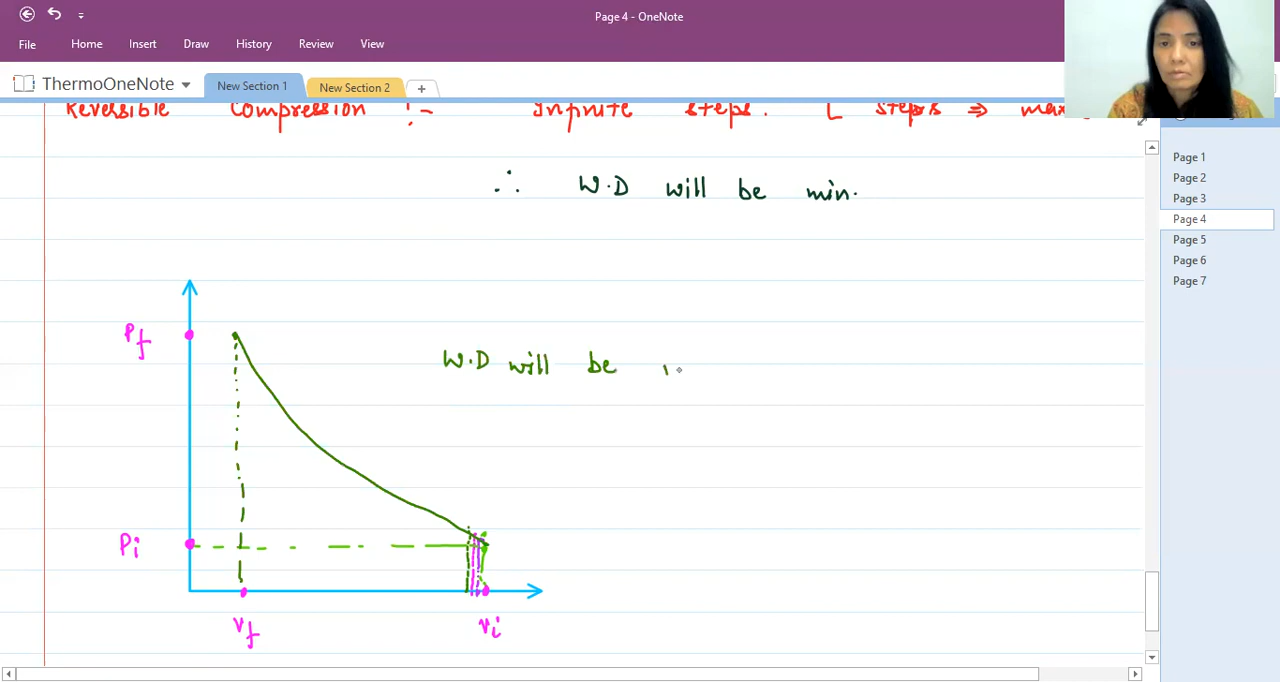 Page 4 - OneNote
File Home Insert Draw History Review View
ThermoOneNote New Section 1 New Section 2 +
Reversible Compression :- Infinite steps. steps ⇒
∴ W.D will be min.
Page 1
Page 2
Page 3
Page 4
Page 5
Page 6
Page 7
Pf
W.D will be
Pi
Vf Vi